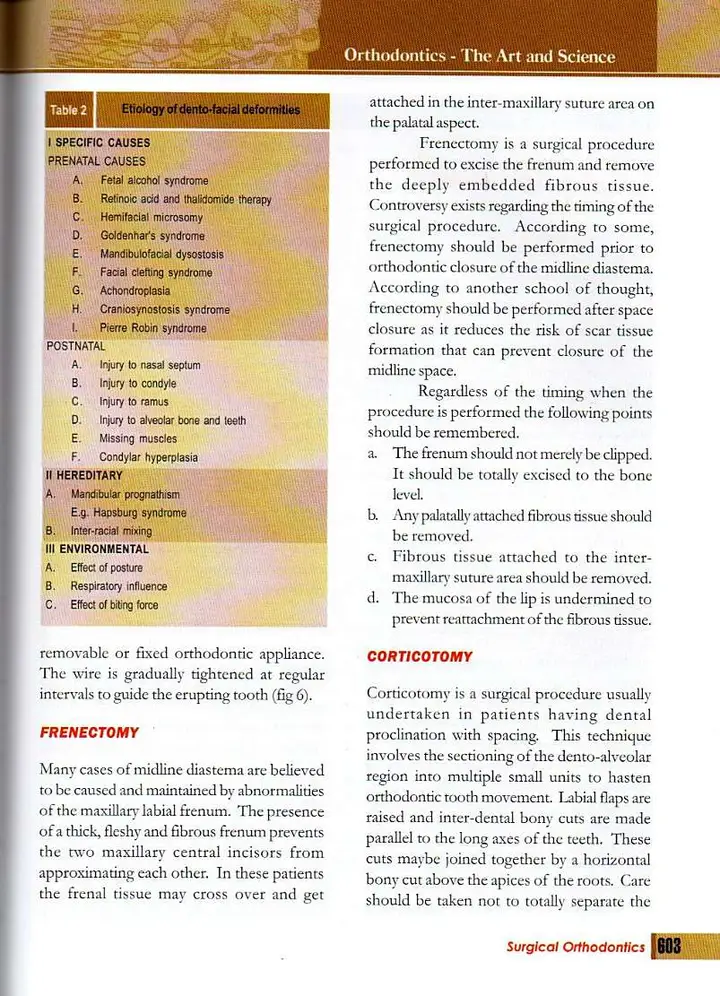 Orthodontics - The Art and Science
Table 2 Etiology of dento-facial deformities
I SPECIFIC CAUSES
PRENATAL CAUSES
A. Fetal alcohol syndrome
B. Retinoic acid and thalidomide therapy
C. Hemifacial microsomy
D. Goldenhar's syndrome
E. Mandibulofacial dysostosis
F. Facial clefting syndrome
G. Achondroplasia
H. Craniosynostosis syndrome
I. Pierre Robin syndrome
POSTNATAL
A. Injury to nasal septum
B. Injury to condyle
C. Injury to ramus
D. Injury to alveolar bone and teeth
E. Missing muscles
F. Condylar hyperplasia
II HEREDITARY
A. Mandibular prognathism
E.g. Hapsburg syndrome
B. Inter-racial mixing
III ENVIRONMENTAL
A. Effect of posture
B. Respiratory influence
C. Effect of biting force
removable or fixed orthodontic appliance.
The wire is gradually tightened at regular
intervals to guide the erupting tooth (fig 6).
FRENECTOMY
Many cases of midline diastema are believed
to be caused and maintained by abnormalities
of the maxillary labial frenum. The presence
of a thick, fleshy and fibrous frenum prevents
the two maxillary central incisors from
approximating each other. In these patients
the frenal tissue may cross over and get
attached in the inter-maxillary suture area on
the palatal aspect.
Frenectomy is a surgical procedure
performed to excise the frenum and remove
the deeply embedded fibrous tissue.
Controversy exists regarding the timing of the
surgical procedure. According to some,
frenectomy should be performed prior to
orthodontic closure of the midline diastema.
According to another school of thought,
frenectomy should be performed after space
closure as it reduces the risk of scar tissue
formation that can prevent closure of the
midline space.
Regardless of the timing when the
procedure is performed the following points
should be remembered.
a. The frenum should not merely be clipped.
It should be totally excised to the bone
level.
b. Any palatally attached fibrous tissue should
be removed.
c. Fibrous tissue attached to the inter-
maxillary suture area should be removed.
d. The mucosa of the lip is undermined to
prevent reattachment of the fibrous tissue.
CORTICOTOMY
Corticotomy is a surgical procedure usually
undertaken in patients having dental
proclination with spacing. This technique
involves the sectioning of the dento-alveolar
region into multiple small units to hasten
orthodontic tooth movement. Labial flaps are
raised and inter-dental bony cuts are made
parallel to the long axes of the teeth. These
cuts maybe joined together by a horizontal
bony cut above the apices of the roots. Care
should be taken not to totally separate the
Surgical Orthodontics 603